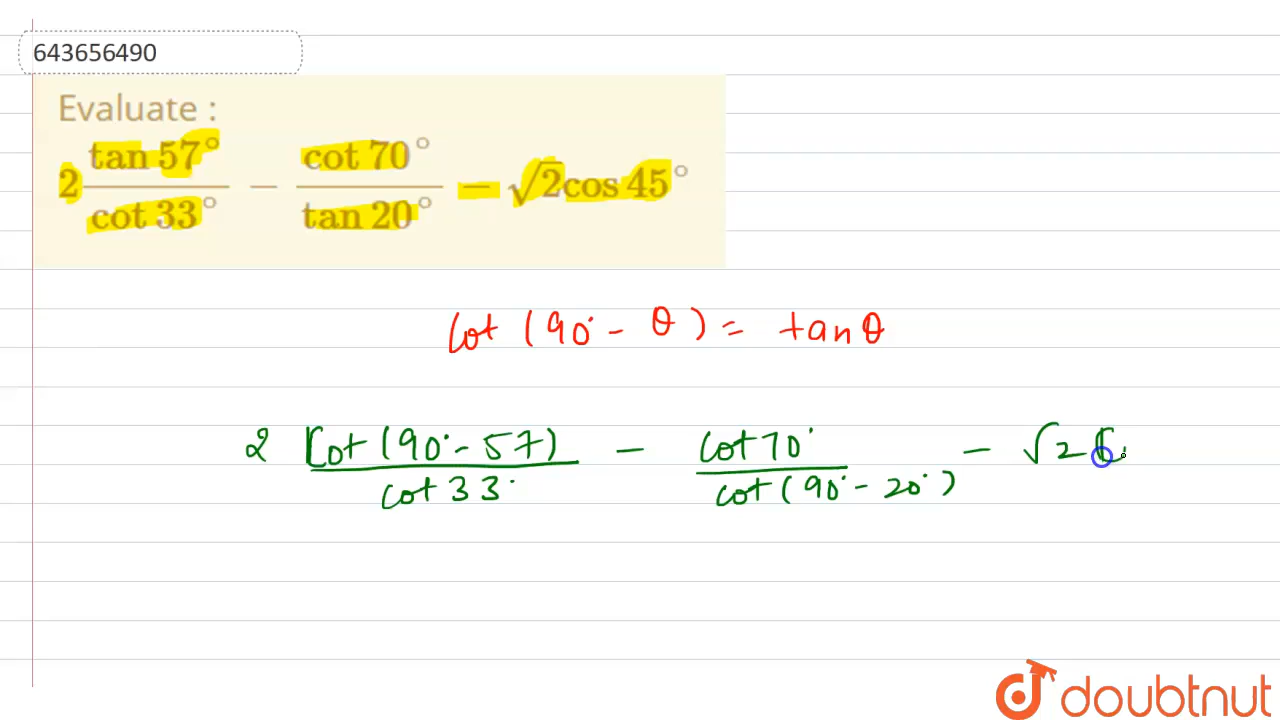 643656490
Evaluate :
2 tan 57° / cot 33° − cot 70° / tan 20° − √2 cos 45°
Cot (90° − θ) = tan θ
2 Cot (90° − 57) / cot 33° − cot 70° / cot (90° − 20°) − √2 C
doubtnut